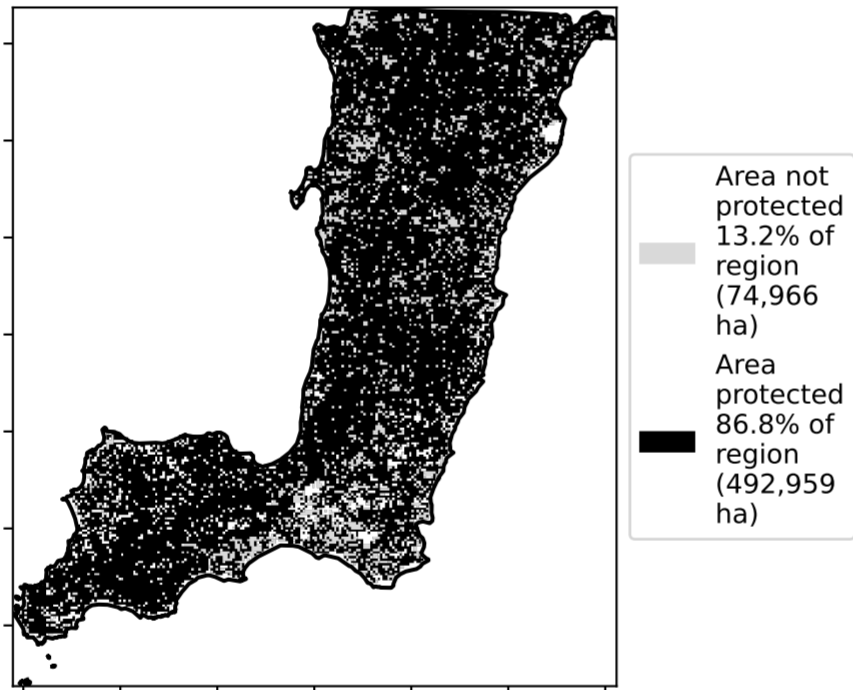 Area not
protected
13.2% of
region
(74,966
ha)
Area
protected
86.8% of
region
(492,959
ha)